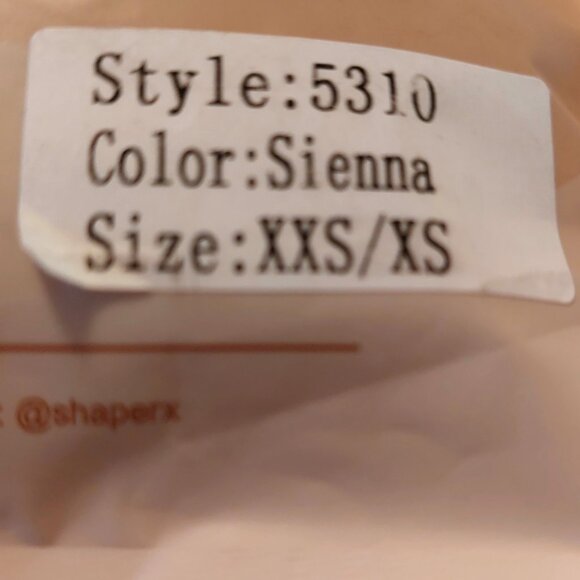 Style:5310
Color:Sienna
Size:XXS/XS
: @shaperx